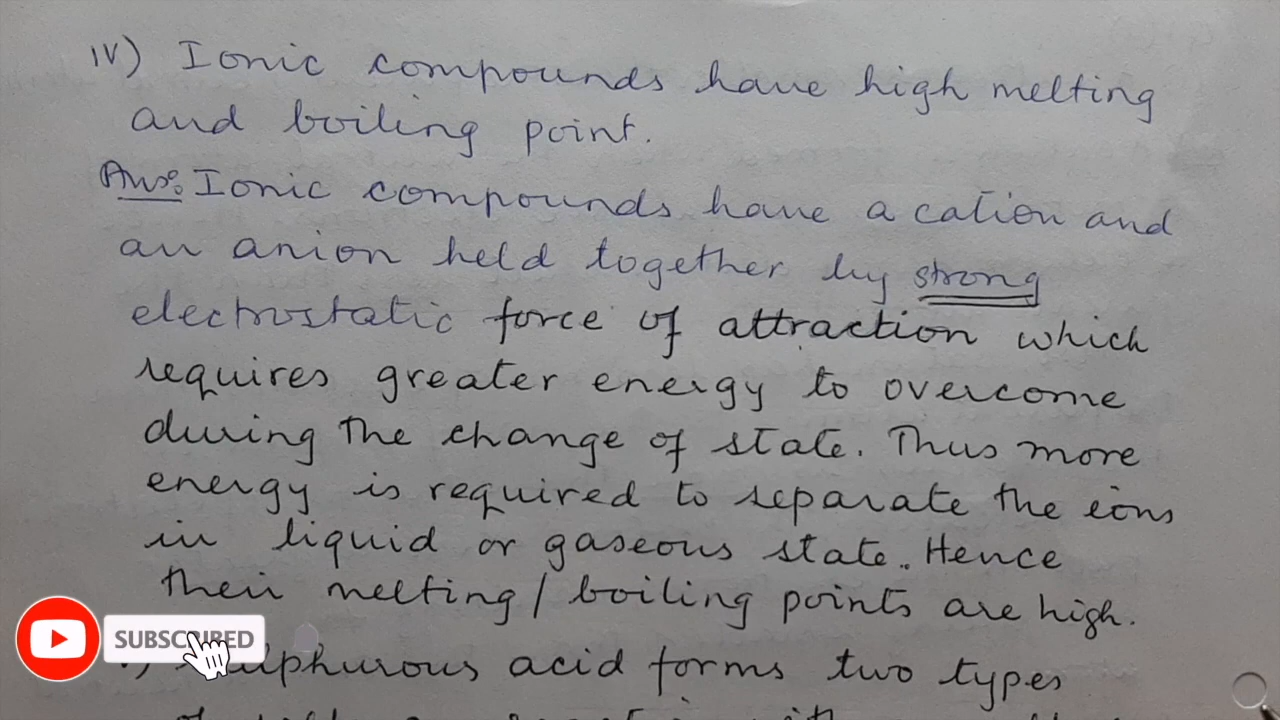 iv) Ionic compounds have high melting
and boiling point.
Ans: Ionic compounds have a cation and
an anion held together by strong
electrostatic force of attraction which
requires greater energy to overcome
during the change of state. Thus more
energy is required to separate the ions
in liquid or gaseous state. Hence
their melting/boiling points are high.
SUBSCRIBED
Sulphurous acid forms two types
of